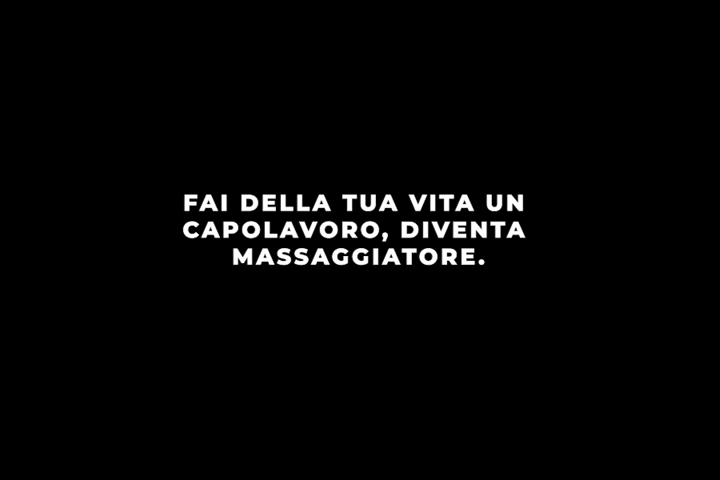 FAI DELLA TUA VITA UN
CAPOLAVORO, DIVENTA
MASSAGGIATORE.